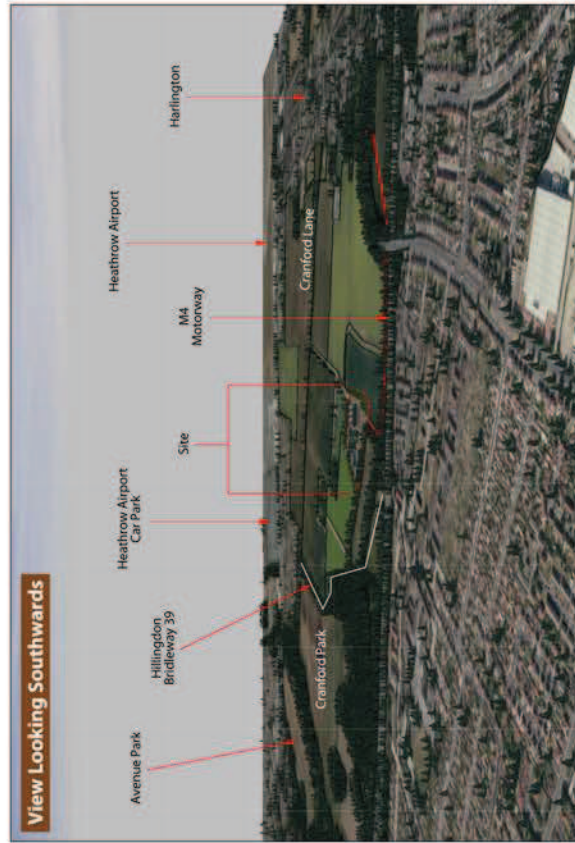 View Looking Southwards
Avenue Park
Hillingdon
Bridleway 39
Heathrow Airport
Car Park
Site
Heathrow Airport
M4
Motorway
Harlington
Cranford Park
Cranford Lane